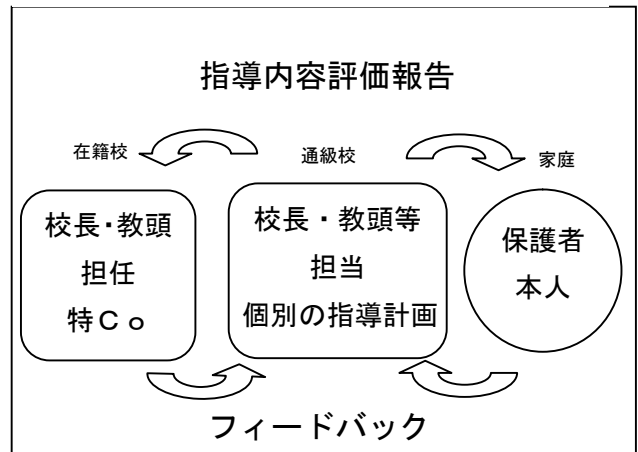 指導内容評価報告
在籍校
通級校
家庭
校長・教頭
担任
特Ｃｏ
校長・教頭等
担当
個別の指導計画
保護者
本人
フィードバック